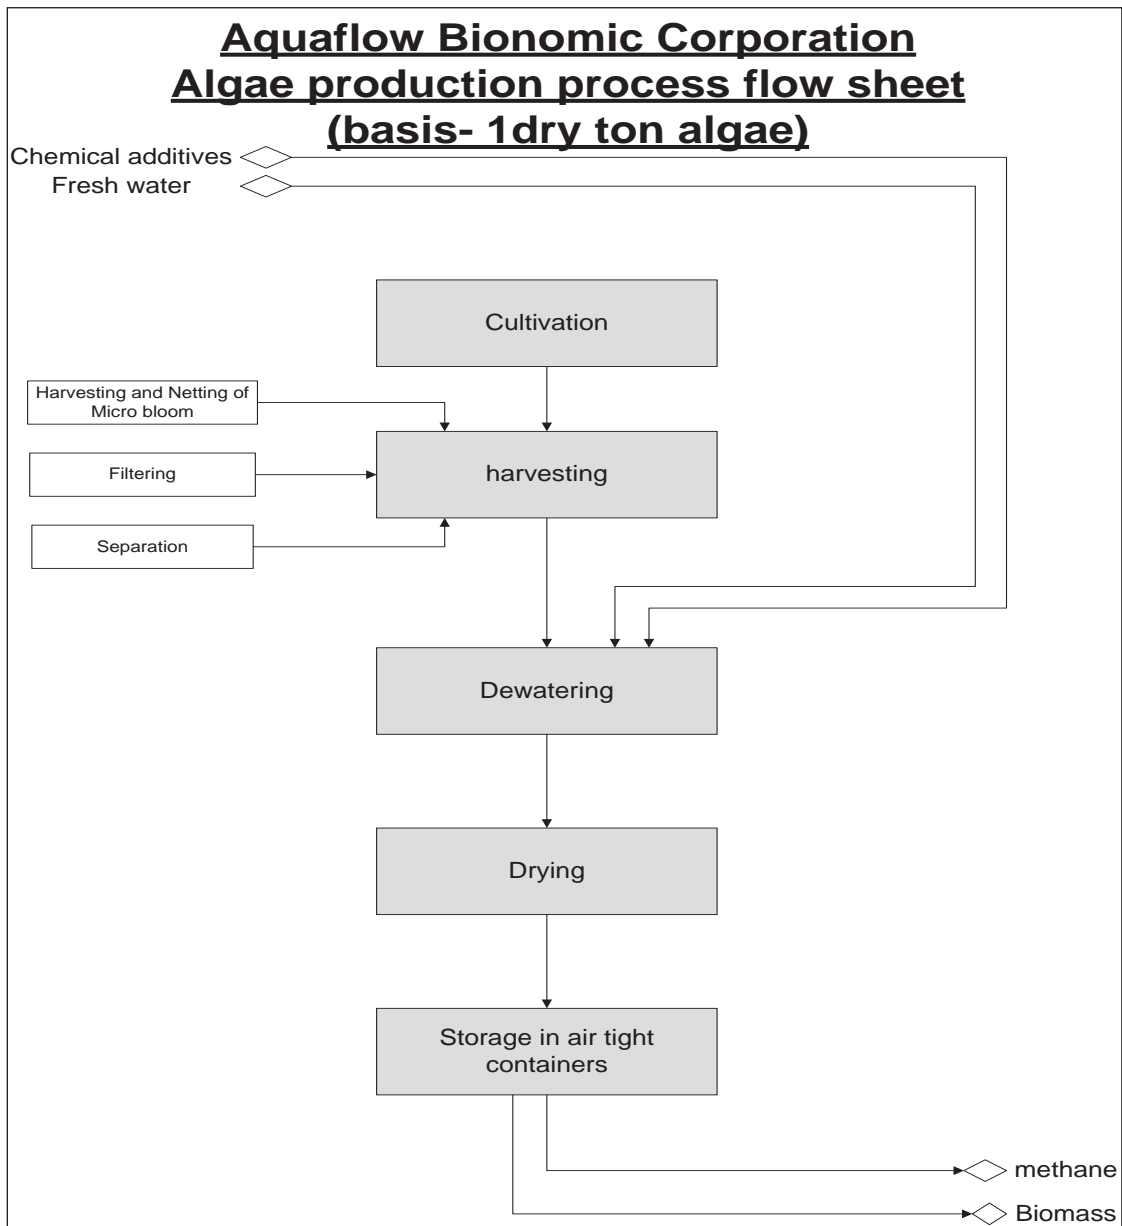 Aquaflow Bionomic Corporation
Algae production process flow sheet
(basis- 1dry ton algae)
Chemical additives
Fresh water
Cultivation
Harvesting and Netting of
Micro bloom
harvesting
Filtering
Separation
Dewatering
Drying
Storage in air tight
containers
methane
Biomass